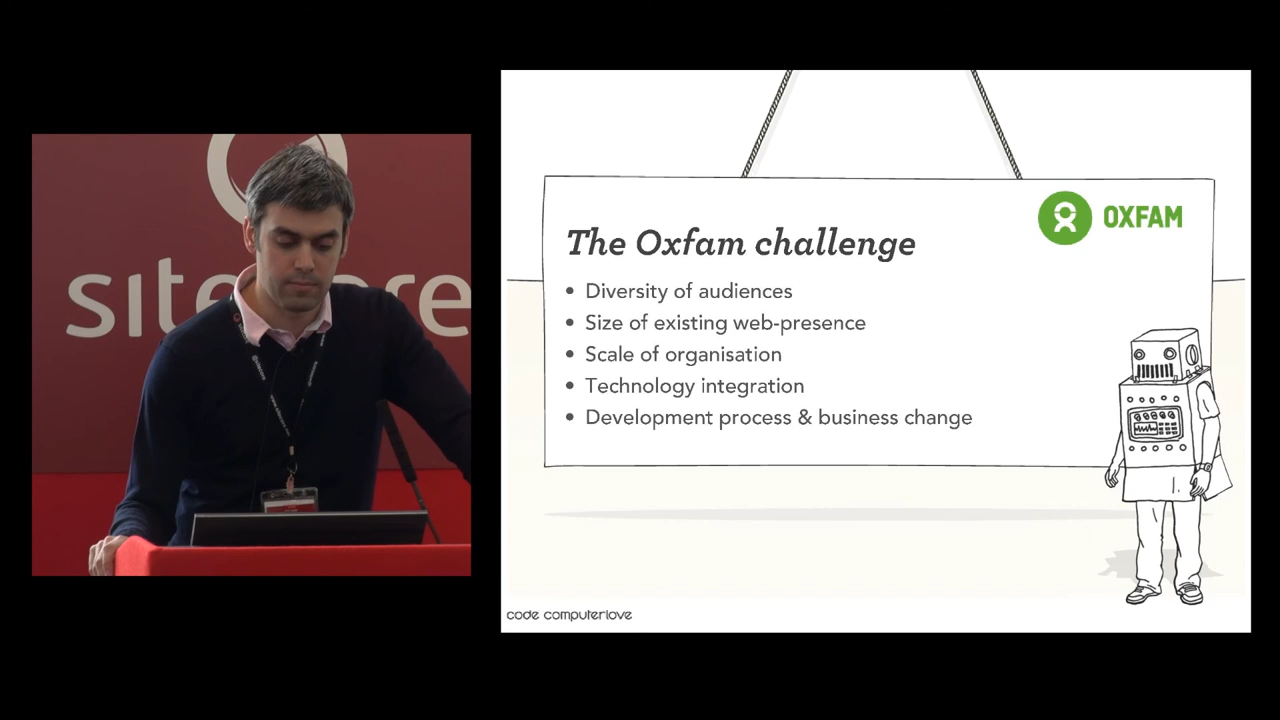 sitecore
The Oxfam challenge
OXFAM
• Diversity of audiences
• Size of existing web-presence
• Scale of organisation
• Technology integration
• Development process & business change
code computerlove